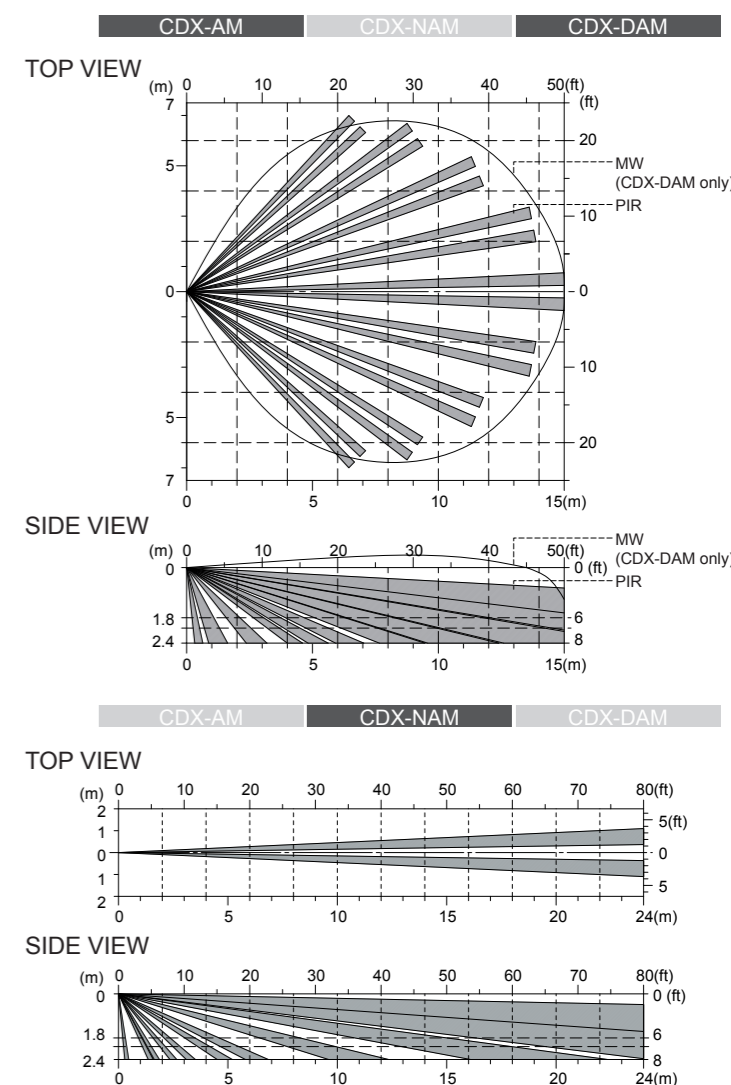 CDX-AM CDX-NAM CDX-DAM
TOP VIEW
(m) 0 10 20 30 40 50(ft)
7 (ft)
20
5 MW
(CDX-DAM only)
PIR
10
0 0
10
5
20
7
0 5 10 15(m)
SIDE VIEW
(m) 0 10 20 30 40 50(ft) MW
0 0 (ft) (CDX-DAM only)
PIR
1.8 6
2.4 8
0 5 10 15(m)
CDX-AM CDX-NAM CDX-DAM
TOP VIEW
(m) 0 10 20 30 40 50 60 70 80(ft)
2
5(ft)
1
0 0
1
5
2
0 5 10 15 20 24(m)
SIDE VIEW
(m) 0 10 20 30 40 50 60 70 80(ft)
0 0 (ft)
1.8 6
2.4 8
0 5 10 15 20 24(m)